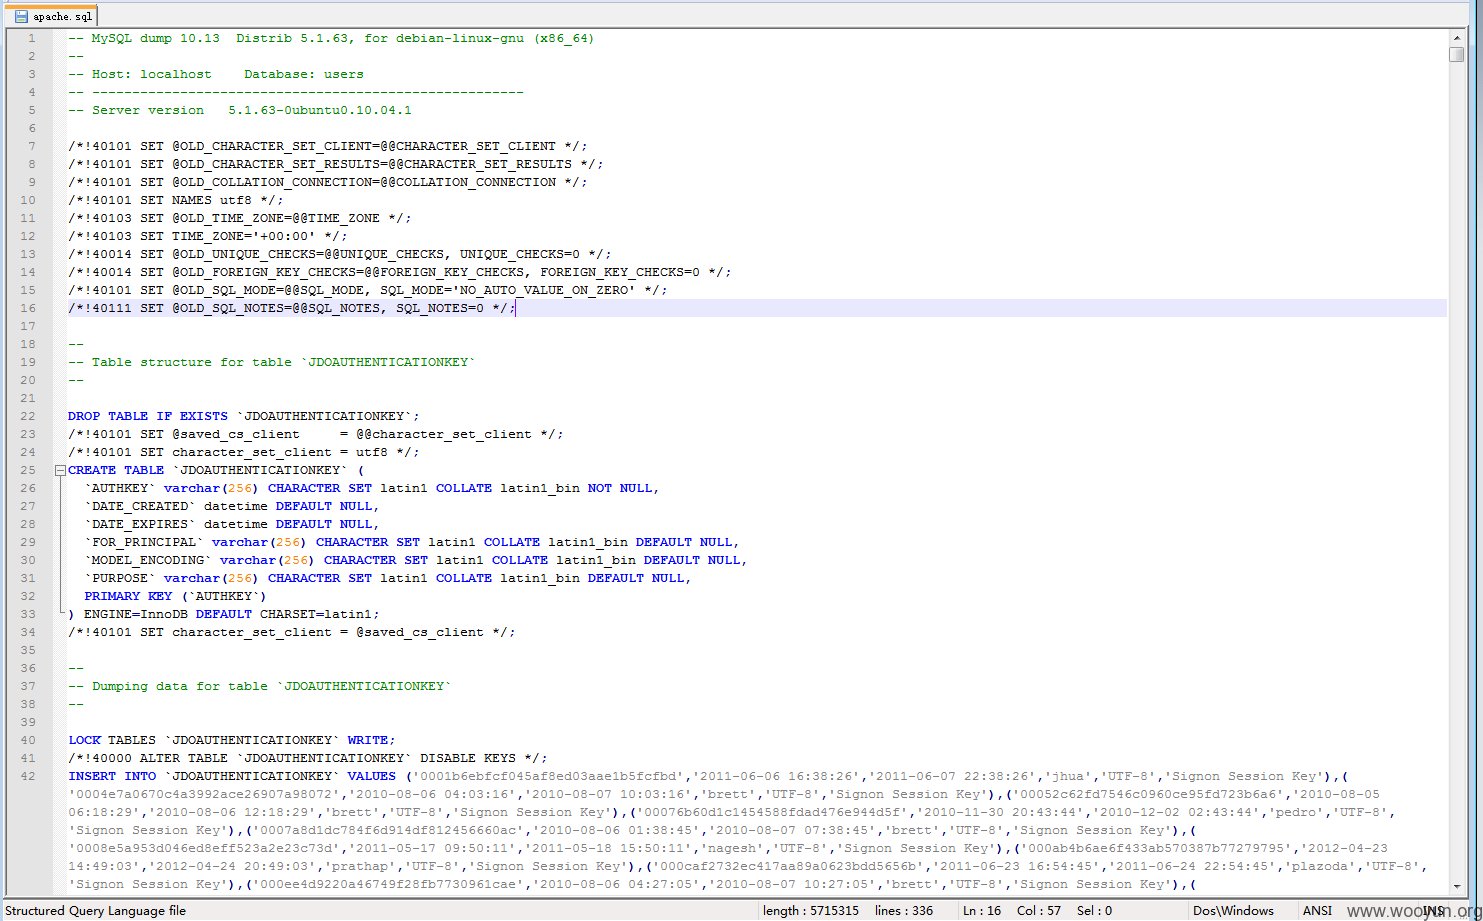 apache.sql
1 -- MySQL dump 10.13  Distrib 5.1.63, for debian-linux-gnu (x86_64)
2 --
3 -- Host: localhost    Database: users
4 -- ------------------------------------------------------
5 -- Server version   5.1.63-0ubuntu0.10.04.1
6
7 /*!40101 SET @OLD_CHARACTER_SET_CLIENT=@@CHARACTER_SET_CLIENT */;
8 /*!40101 SET @OLD_CHARACTER_SET_RESULTS=@@CHARACTER_SET_RESULTS */;
9 /*!40101 SET @OLD_COLLATION_CONNECTION=@@COLLATION_CONNECTION */;
10 /*!40101 SET NAMES utf8 */;
11 /*!40103 SET @OLD_TIME_ZONE=@@TIME_ZONE */;
12 /*!40103 SET TIME_ZONE='+00:00' */;
13 /*!40014 SET @OLD_UNIQUE_CHECKS=@@UNIQUE_CHECKS, UNIQUE_CHECKS=0 */;
14 /*!40014 SET @OLD_FOREIGN_KEY_CHECKS=@@FOREIGN_KEY_CHECKS, FOREIGN_KEY_CHECKS=0 */;
15 /*!40101 SET @OLD_SQL_MODE=@@SQL_MODE, SQL_MODE='NO_AUTO_VALUE_ON_ZERO' */;
16 /*!40111 SET @OLD_SQL_NOTES=@@SQL_NOTES, SQL_NOTES=0 */;
17
18 --
19 -- Table structure for table `JDOAUTHENTICATIONKEY`
20 --
21
22 DROP TABLE IF EXISTS `JDOAUTHENTICATIONKEY`;
23 /*!40101 SET @saved_cs_client     = @@character_set_client */;
24 /*!40101 SET character_set_client = utf8 */;
25 CREATE TABLE `JDOAUTHENTICATIONKEY` (
26   `AUTHKEY` varchar(256) CHARACTER SET latin1 COLLATE latin1_bin NOT NULL,
27   `DATE_CREATED` datetime DEFAULT NULL,
28   `DATE_EXPIRES` datetime DEFAULT NULL,
29   `FOR_PRINCIPAL` varchar(256) CHARACTER SET latin1 COLLATE latin1_bin DEFAULT NULL,
30   `MODEL_ENCODING` varchar(256) CHARACTER SET latin1 COLLATE latin1_bin DEFAULT NULL,
31   `PURPOSE` varchar(256) CHARACTER SET latin1 COLLATE latin1_bin DEFAULT NULL,
32   PRIMARY KEY (`AUTHKEY`)
33 ) ENGINE=InnoDB DEFAULT CHARSET=latin1;
34 /*!40101 SET character_set_client = @saved_cs_client */;
35
36 --
37 -- Dumping data for table `JDOAUTHENTICATIONKEY`
38 --
39
40 LOCK TABLES `JDOAUTHENTICATIONKEY` WRITE;
41 /*!40000 ALTER TABLE `JDOAUTHENTICATIONKEY` DISABLE KEYS */;
42 INSERT INTO `JDOAUTHENTICATIONKEY` VALUES ('0001b6ebfcf045af8ed03aae1b5fcfbd','2011-06-06 16:38:26','2011-06-07 22:38:26','jhua','UTF-8','Signon Session Key'),(
'0004e7a0670c4a3992ace26907a98072','2010-08-06 04:03:16','2010-08-07 10:03:16','brett','UTF-8','Signon Session Key'),('00052c62fd7546c0960ce95fd723b6a6','2010-08-05
06:18:29','2010-08-06 12:18:29','brett','UTF-8','Signon Session Key'),('00076b60d1c1454588fdad476e944d5f','2010-11-30 20:43:44','2010-12-02 02:43:44','pedro','UTF-8',
'Signon Session Key'),('0007a8d1dc784f6d914df812456660ac','2010-08-06 01:38:45','2010-08-07 07:38:45','brett','UTF-8','Signon Session Key'),(
'0008e5a953d046ed8eff523a2e23c73d','2011-05-17 09:50:11','2011-05-18 15:50:11','nagesh','UTF-8','Signon Session Key'),('000ab4b6ae6f433ab570387b77279795','2012-04-23
14:49:03','2012-04-24 20:49:03','prathap','UTF-8','Signon Session Key'),('000caf2732ec417aa89a0623bdd5656b','2011-06-23 16:54:45','2011-06-24 22:54:45','plazoda','UTF-8',
'Signon Session Key'),('000ee4d9220a46749f28fb7730961cae','2010-08-06 04:27:05','2010-08-07 10:27:05','brett','UTF-8','Signon Session Key'),(
Structured Query Language file length : 5715315 lines : 336 Ln : 16 Col : 57 Sel : 0 Dos\Windows ANSI INS
www.wooyun.org